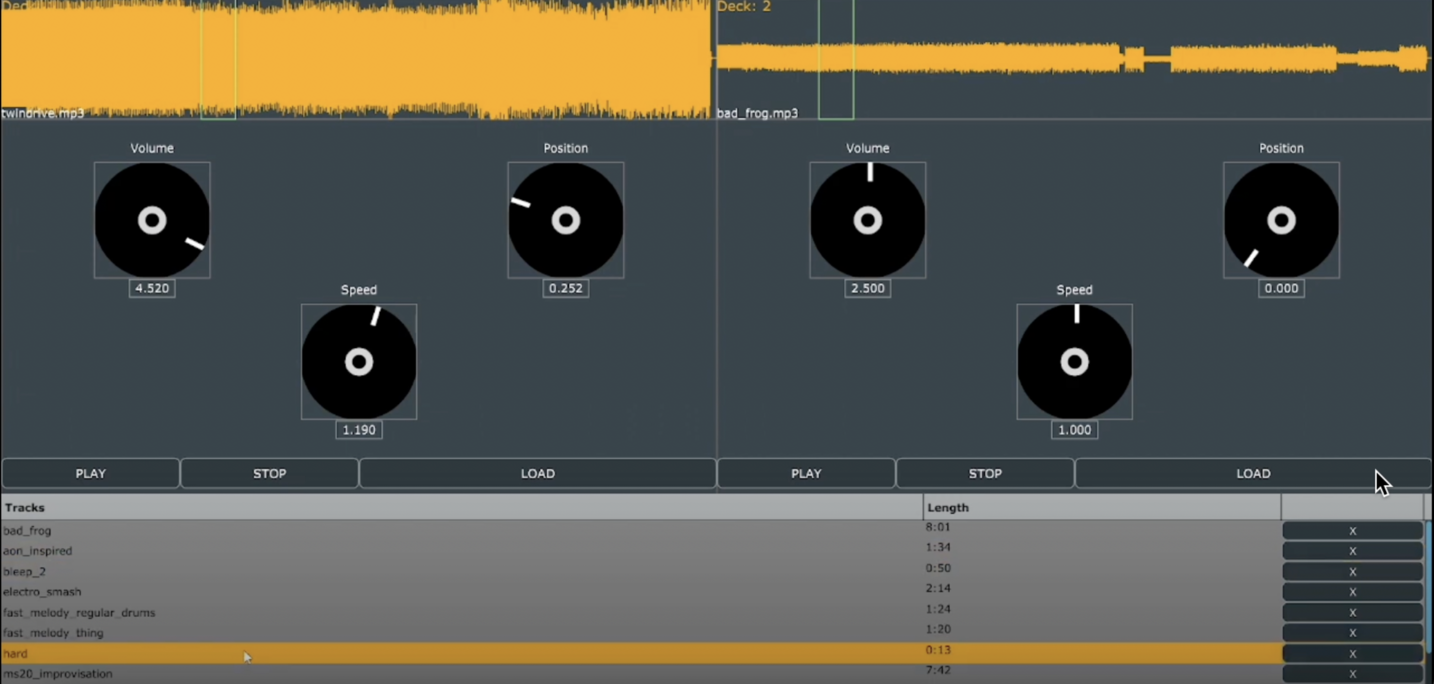 Deck: 2
twindrive.mp3
bad_frog.mp3
Volume
Position
Volume
Position
4.520
0.252
2.500
0.000
Speed
Speed
1.190
1.000
PLAY STOP LOAD PLAY STOP LOAD
Tracks Length
bad_frog 8:01 X
aon_inspired 1:34 X
bleep_2 0:50 X
electro_smash 2:14 X
fast_melody_regular_drums 1:24 X
fast_melody_thing 1:20 X
hard 0:13 X
ms20_improvisation 7:42 X